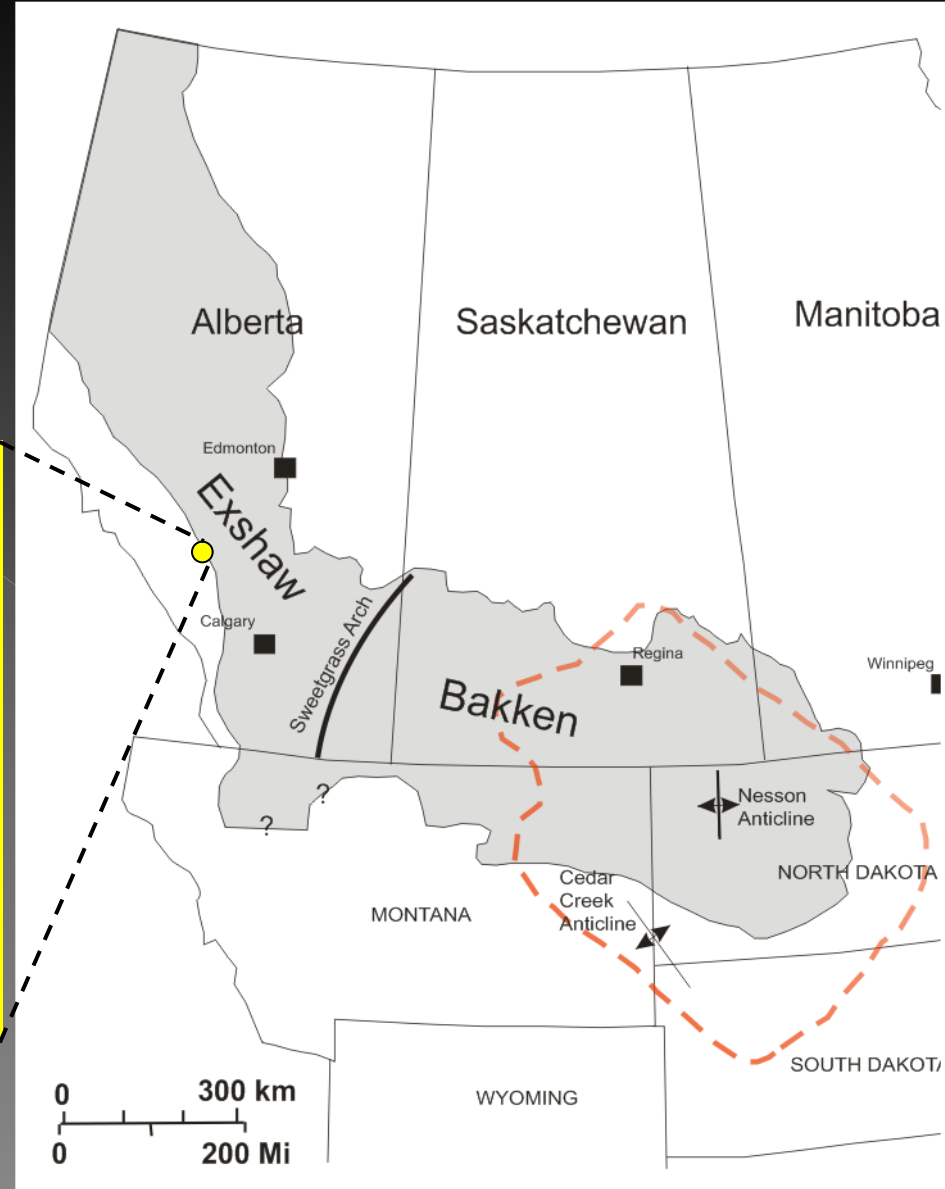 Alberta
Saskatchewan
Manitoba
Edmonton
Exshaw
Calgary
Sweetgrass Arch
Regina
Winnipeg
Bakken
?
?
Nesson
Anticline
Cedar
Creek
Anticline
NORTH DAKOTA
MONTANA
SOUTH DAKOTA
WYOMING
0 300 km
0 200 Mi